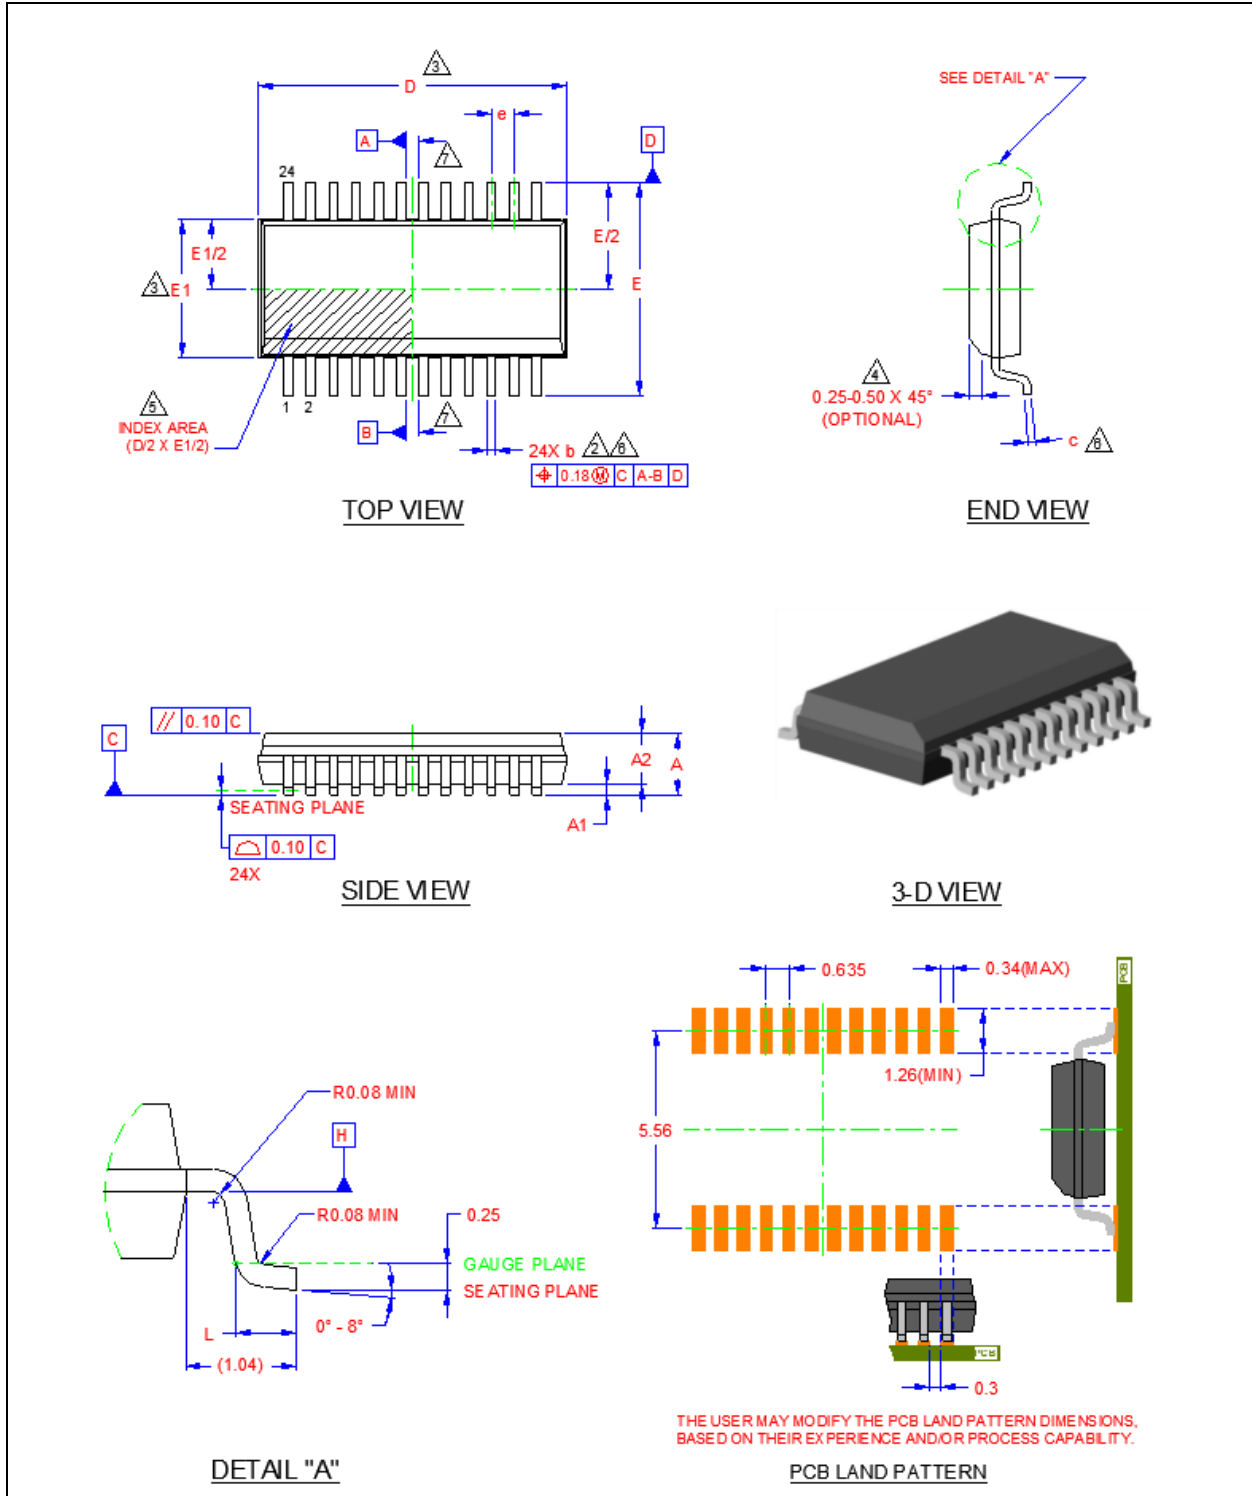 3
D
e
A
7
D
24
E1/2
E/2
3
E1
E
1 2
5
INDEX AREA
(D/2 X E1/2)
B
7
24X b 2 6
0.18 M C A-B D
TOP VIEW
SEE DETAIL "A"
4
0.25-0.50 X 45°
(OPTIONAL)
c 6
END VIEW
// 0.10 C
C
A2
A
SEATING PLANE
A1
0.10 C
24X
SIDE VIEW
3-D VIEW
R0.08 MIN
H
R0.08 MIN
0.25
GAUGE PLANE
SEATING PLANE
L
0° - 8°
(1.04)
DETAIL "A"
0.635
0.34(MAX)
PCB
1.26(MIN)
5.56
PCB
0.3
THE USER MAY MODIFY THE PCB LAND PATTERN DIMENSIONS,
BASED ON THEIR EXPERIENCE AND/OR PROCESS CAPABILITY.
PCB LAND PATTERN